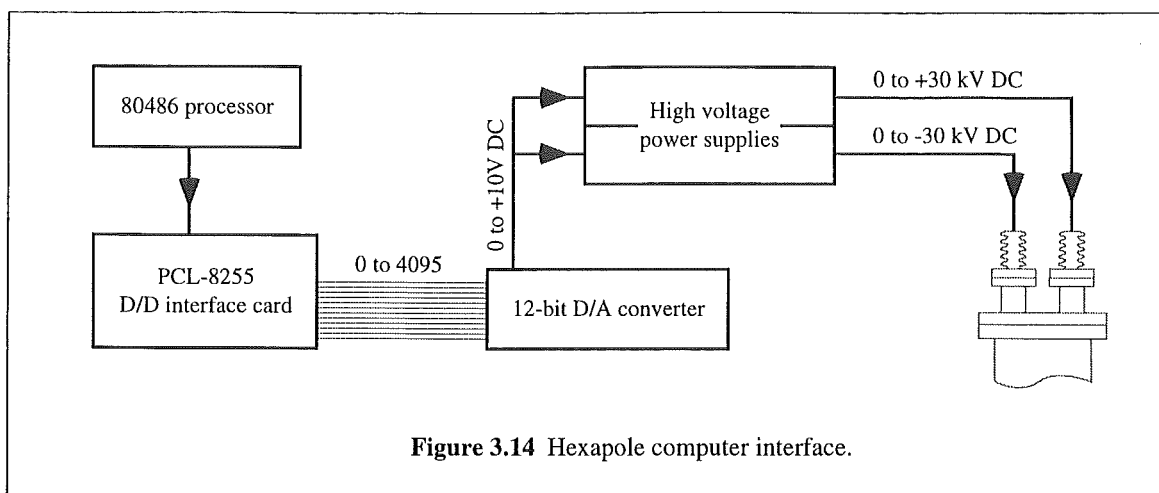 80486 processor
PCL-8255
D/D interface card
0 to 4095
12-bit D/A converter
0 to +10V DC
High voltage
power supplies
0 to +30 kV DC
0 to -30 kV DC
Figure 3.14 Hexapole computer interface.